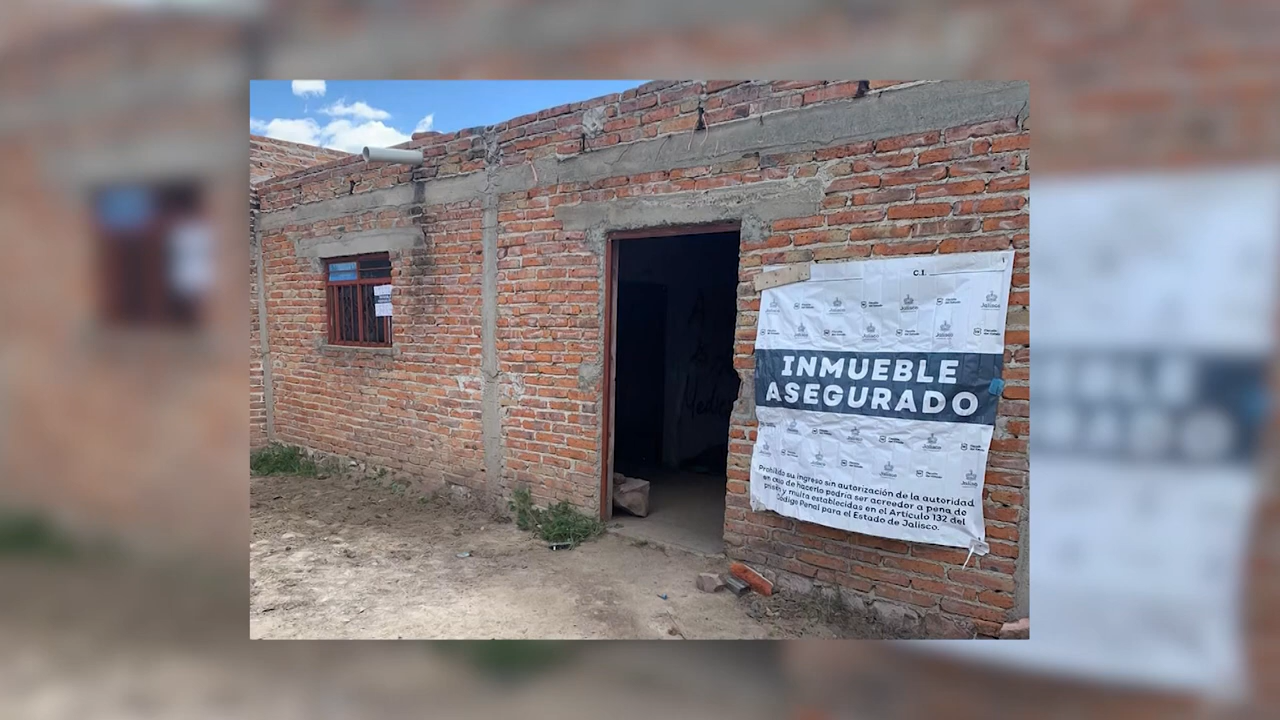 C.I.
INMUEBLE
ASEGURADO
Prohibido su ingreso sin autorización de la autoridad
en caso de hacerlo podría ser acreedor a pena de
prisión y multa establecidas en el Artículo 132 del
Código Penal para el Estado de Jalisco.